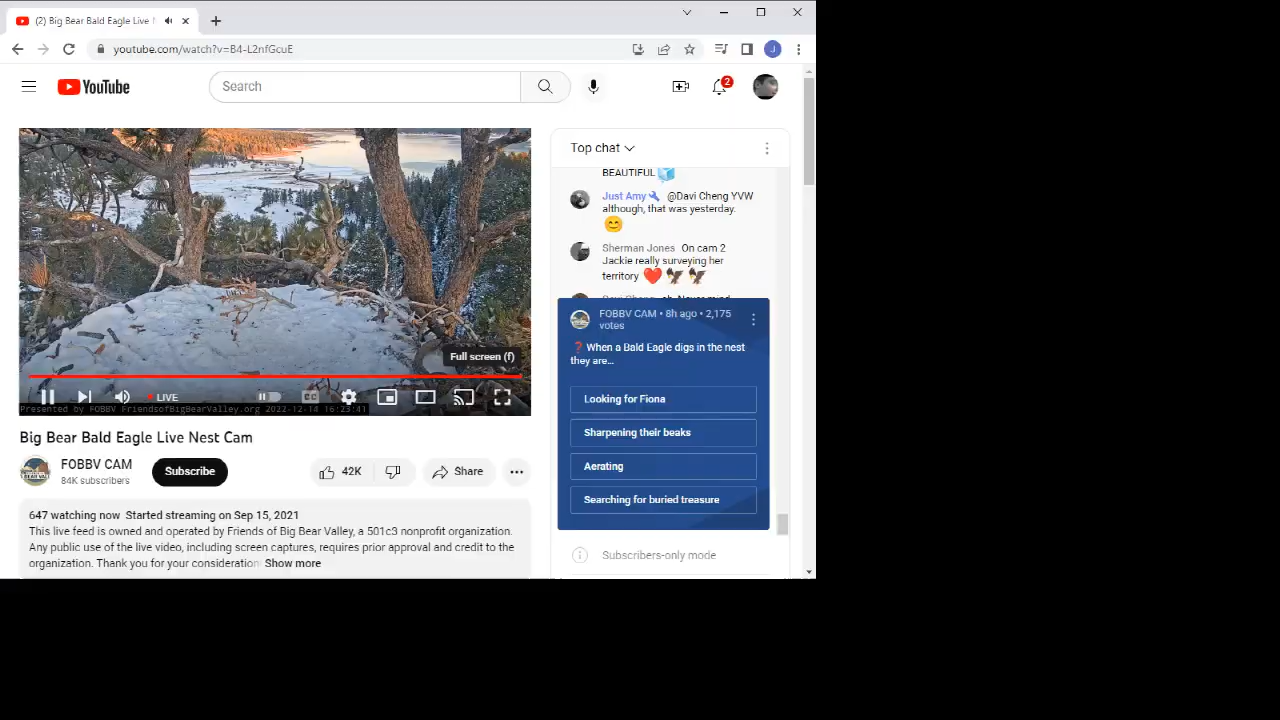 (2) Big Bear Bald Eagle Live N
youtube.com/watch?v=B4-L2nfGcuE
YouTube
Search
2
J
Top chat
BEAUTIFUL
Just Amy @Davi Cheng YVW
although, that was yesterday.
Sherman Jones On cam 2
Jackie really surveying her
territory
FOBBV CAM • 8h ago • 2,175
votes
❓When a Bald Eagle digs in the nest
they are...
Looking for Fiona
Sharpening their beaks
Aerating
Searching for buried treasure
Subscribers-only mode
Full screen (f)
LIVE
Presented by FOBBV FriendsofBigBearValley.org 2022-12-14 16:23:41
Big Bear Bald Eagle Live Nest Cam
FOBBV CAM
84K subscribers
Subscribe
42K
Share
647 watching now Started streaming on Sep 15, 2021
This live feed is owned and operated by Friends of Big Bear Valley, a 501c3 nonprofit organization.
Any public use of the live video, including screen captures, requires prior approval and credit to the
organization. Thank you for your consideration Show more